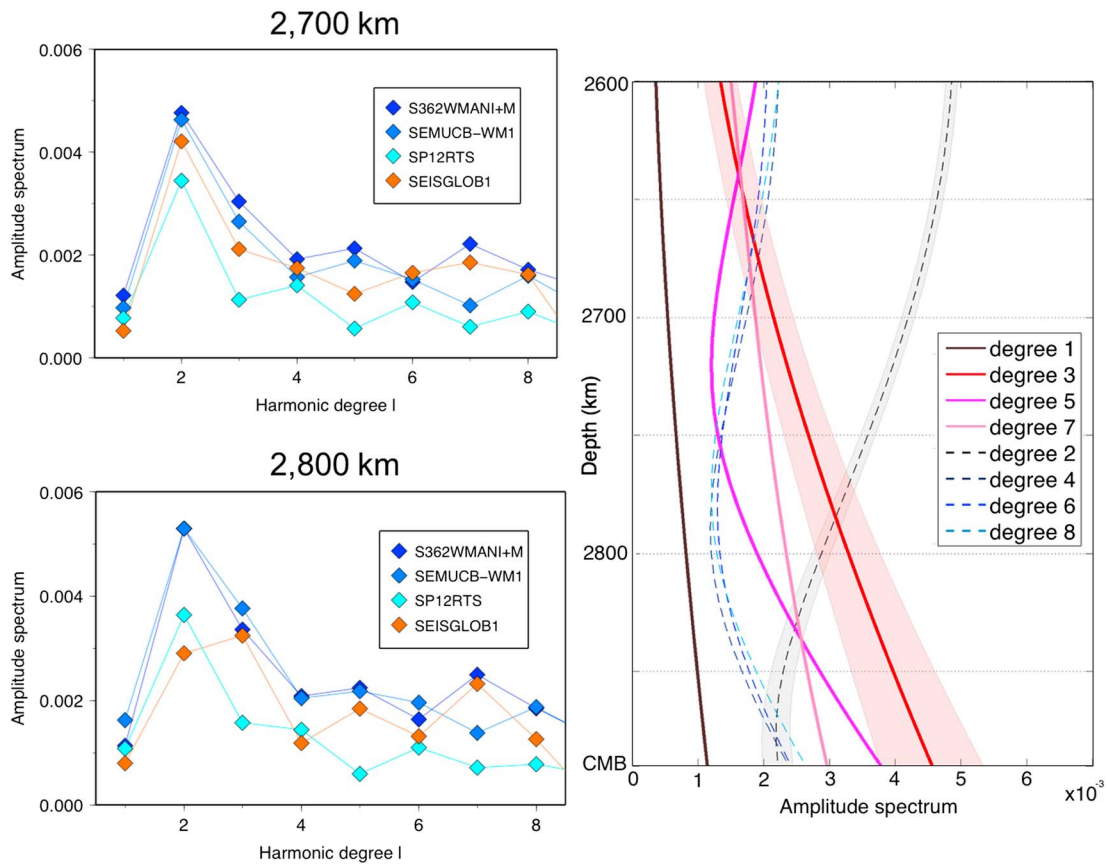 2,700 km
0.006
0.004
0.002
0.000
Amplitude spectrum
S362WMANI+M
SEMUCB−WM1
SP12RTS
SEISGLOB1
2 4 6 8
Harmonic degree l
2,800 km
0.006
0.004
0.002
0.000
Amplitude spectrum
S362WMANI+M
SEMUCB−WM1
SP12RTS
SEISGLOB1
2 4 6 8
Harmonic degree l
2600
2700
2800
CMB
Depth (km)
degree 1
degree 3
degree 5
degree 7
degree 2
degree 4
degree 6
degree 8
0 1 2 3 4 5 6 7
x10⁻³
Amplitude spectrum